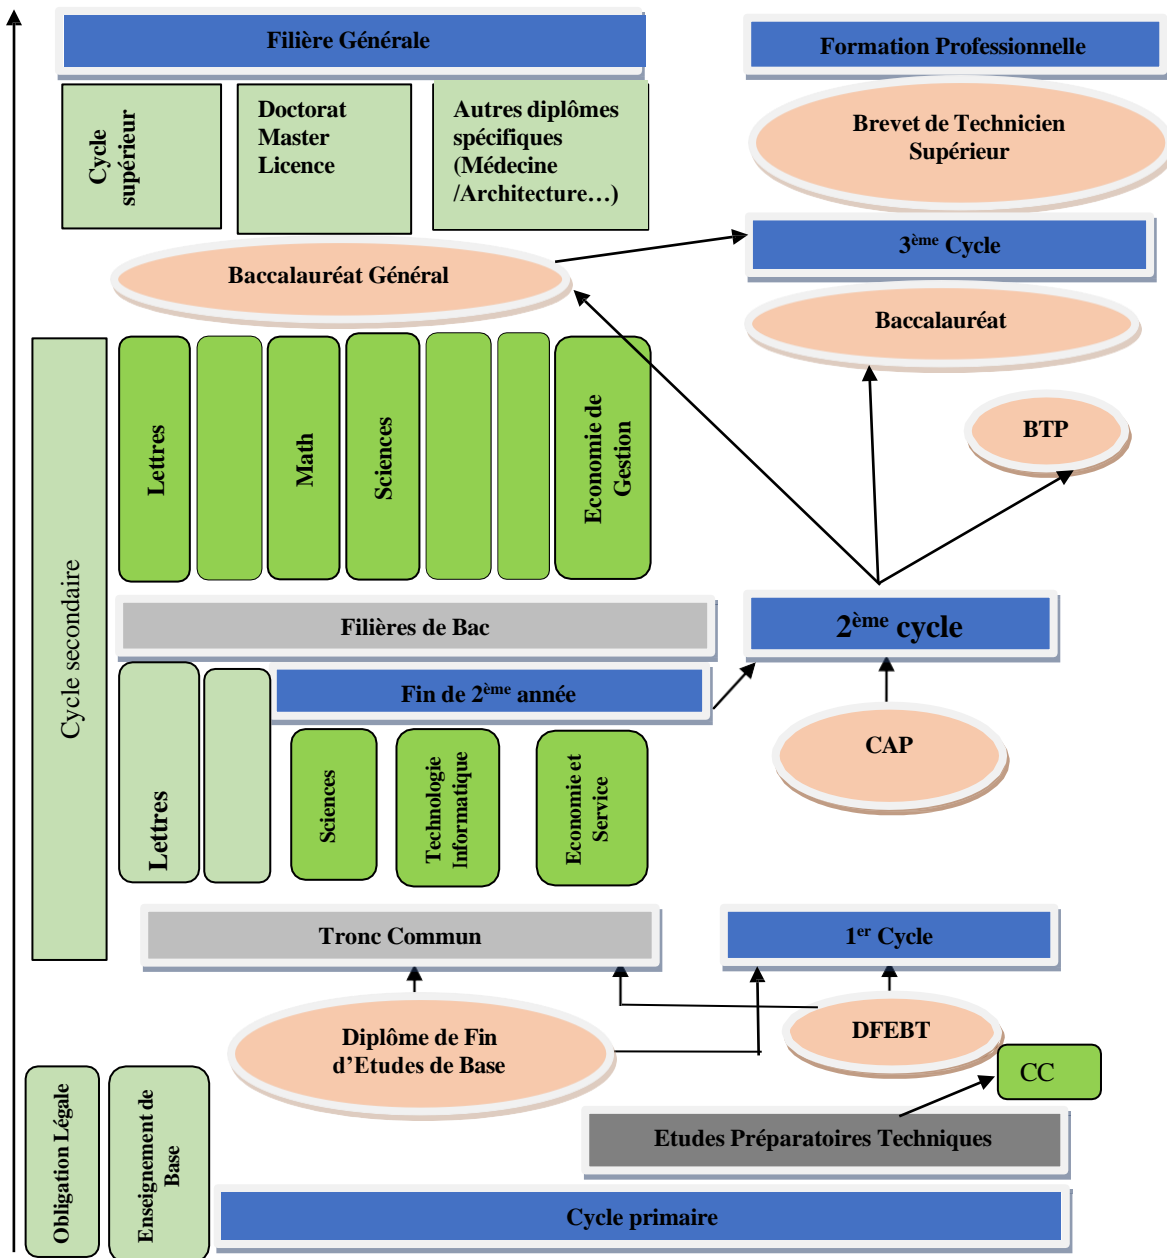 Filière Générale
Formation Professionnelle
Cycle
supérieur
Doctorat
Master
Licence
Autres diplômes
spécifiques
(Médecine
/Architecture…)
Brevet de Technicien
Supérieur
3ème Cycle
Baccalauréat Général
Baccalauréat
BTP
Cycle secondaire
Lettres
Math
Sciences
Economie de
Gestion
Filières de Bac
2ème cycle
Fin de 2ème année
CAP
Lettres
Sciences
Technologie
Informatique
Economie et
Service
Tronc Commun
1er Cycle
Diplôme de Fin
d’Etudes de Base
DFEBT
CC
Obligation Légale
Enseignement de
Base
Etudes Préparatoires Techniques
Cycle primaire